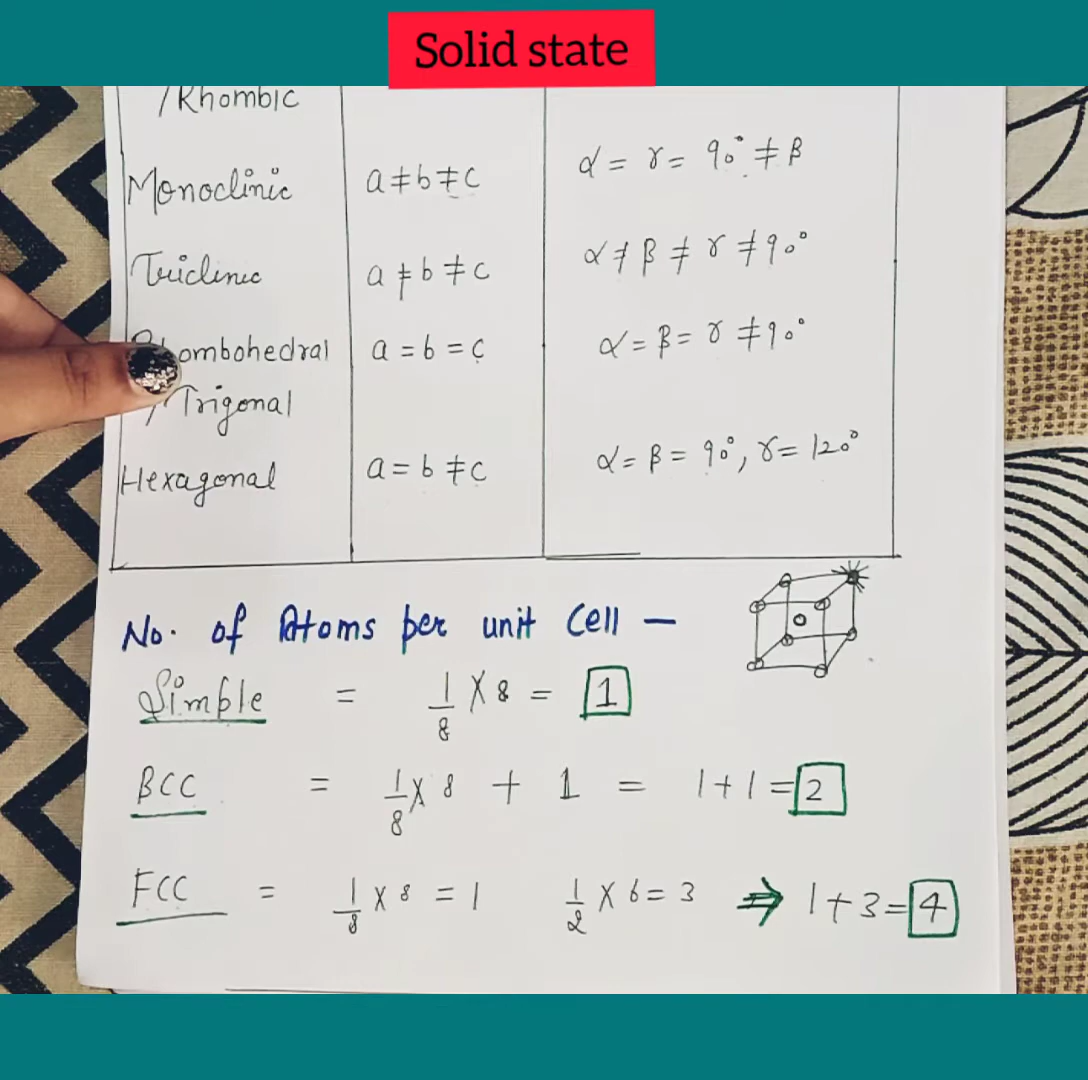 Solid state
/Rhombic
Monoclinic a ≠ b ≠ c α = γ = 90° ≠ β
Triclinic a ≠ b ≠ c α ≠ β ≠ γ ≠ 90°
Rhombohedral a = b = c α = β = γ ≠ 90°
/Trigonal
Hexagonal a = b ≠ c α = β = 90°, γ = 120°
No. of Atoms per unit Cell –
Simple = 1/8 × 8 = 1
BCC = 1/8 × 8 + 1 = 1 + 1 = 2
FCC = 1/8 × 8 = 1 1/2 × 6 = 3 ⇒ 1 + 3 = 4